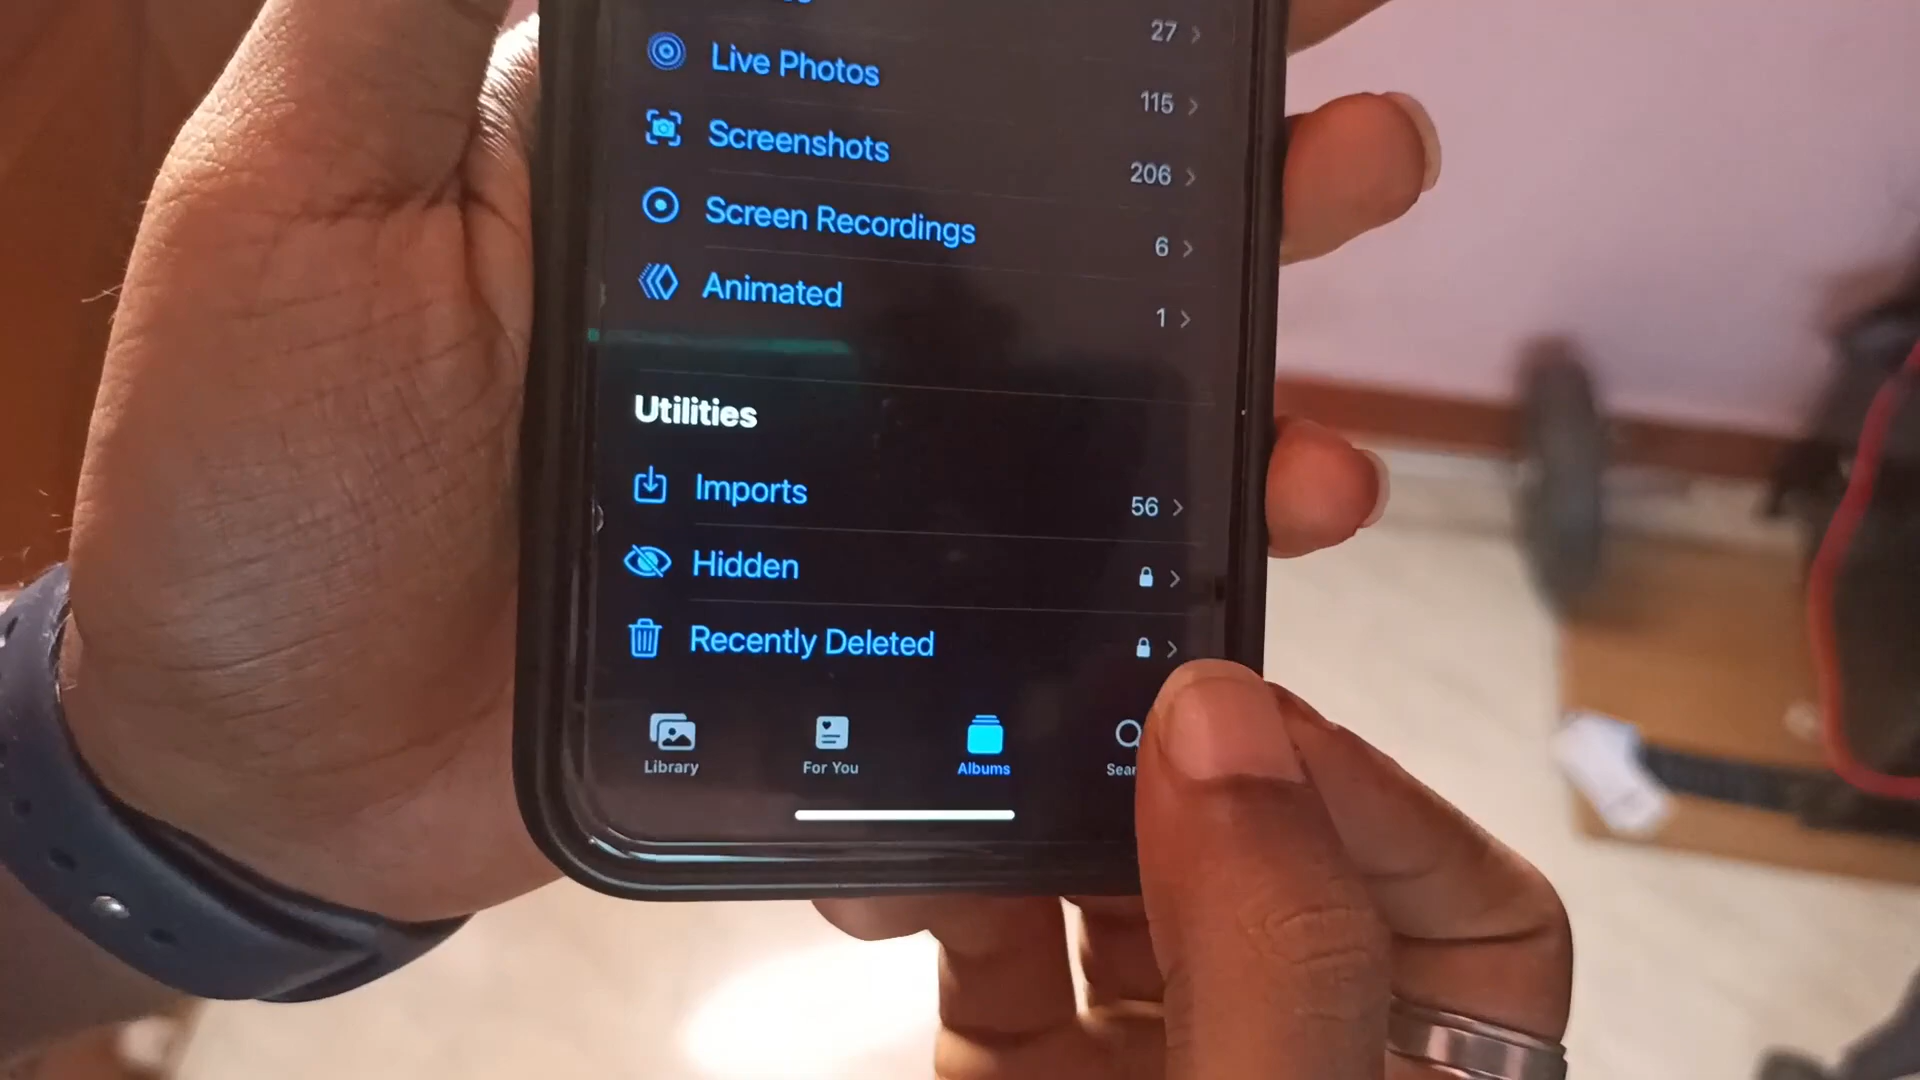 27
Live Photos 115
Screenshots 206
Screen Recordings 6
Animated 1
Utilities
Imports 56
Hidden
Recently Deleted
Library For You Albums